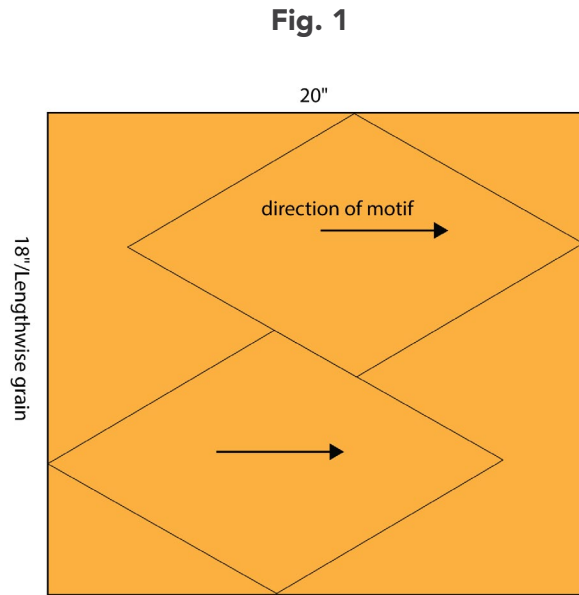 Fig. 1
20"
direction of motif
18"/Lengthwise grain